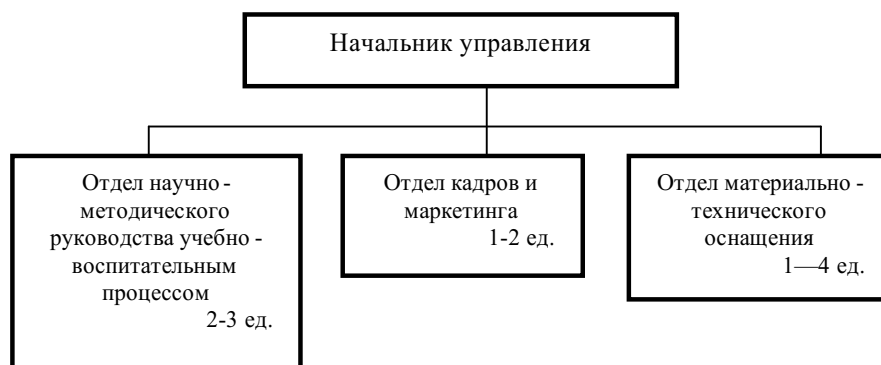 Начальник управления
Отдел научно -
методического
руководства учебно -
воспитательным
процессом
2-3 ед.
Отдел кадров и
маркетинга
1-2 ед.
Отдел материально -
технического
оснащения
1—4 ед.